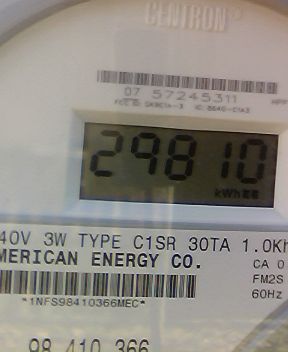 CENTRON®
07 57245311
29810
kWh
40V 3W TYPE C1SR 30TA 1.0Kh
MERICAN ENERGY CO.
CA 0
FM2S
*1NFS98410366MEC*
60Hz
98 410 366